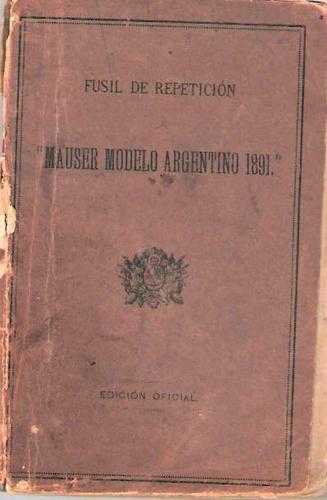 FUSIL DE REPETICIÓN
"MAUSER MODELO ARGENTINO 1891."
EDICIÓN OFICIAL